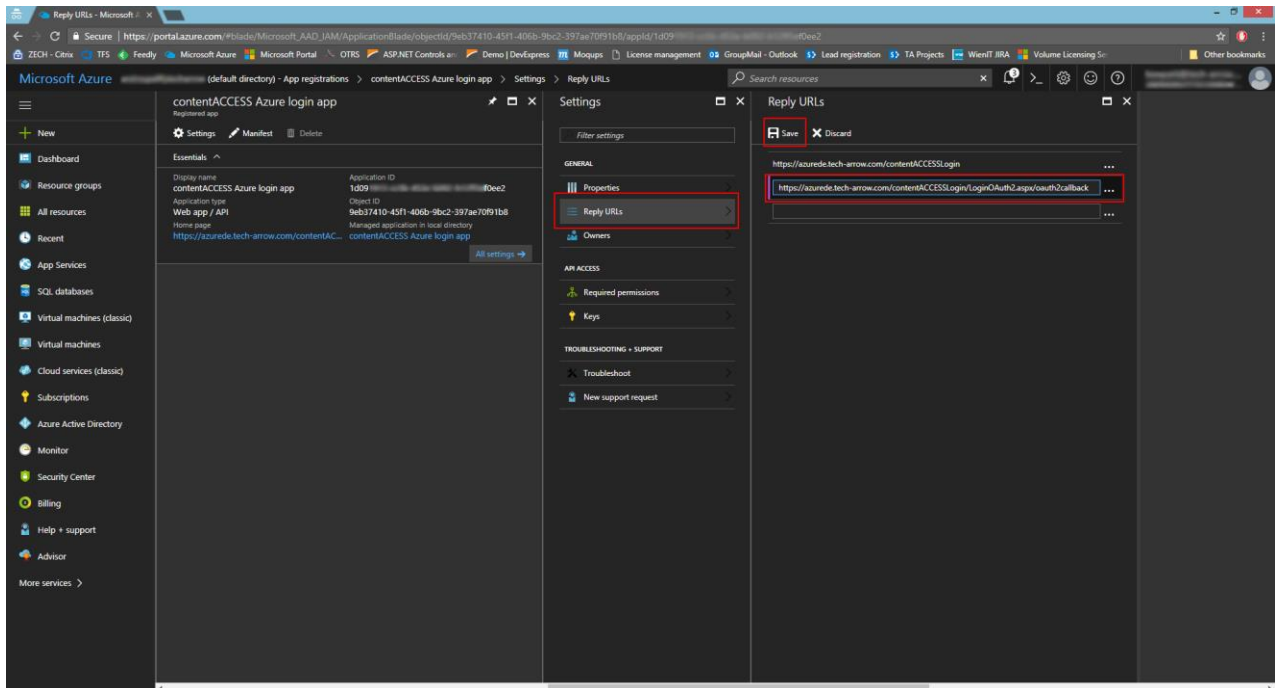 Reply URLs - Microsoft A
Secure | https://portal.azure.com/#blade/Microsoft_AAD_IAM/ApplicationBlade/objectId/9eb37410-45f1-406b-9bc2-397ae70f91b8/appId/1d09 f0ee2
ZECH - Citrix TFS Feedly Microsoft Azure Microsoft Portal OTRS ASP.NET Controls an Demo | DevExpress Moqups License management GroupMail - Outlook Lead registration TA Projects WienIT JIRA Volume Licensing Se Other bookmarks
Microsoft Azure (default directory) - App registrations > contentACCESS Azure login app > Settings > Reply URLs Search resources
New
Dashboard
Resource groups
All resources
Recent
App Services
SQL databases
Virtual machines (classic)
Virtual machines
Cloud services (classic)
Subscriptions
Azure Active Directory
Monitor
Security Center
Billing
Help + support
Advisor
More services >
contentACCESS Azure login app
Registered app
Settings Manifest Delete
Essentials
Display name
contentACCESS Azure login app
Application type
Web app / API
Home page
https://azurede.tech-arrow.com/contentAC...
Application ID
1d09 f0ee2
Object ID
9eb37410-45f1-406b-9bc2-397ae70f91b8
Managed application in local directory
contentACCESS Azure login app
All settings →
Settings
Filter settings
GENERAL
Properties
Reply URLs
Owners
API ACCESS
Required permissions
Keys
TROUBLESHOOTING + SUPPORT
Troubleshoot
New support request
Reply URLs
Save Discard
https://azurede.tech-arrow.com/contentACCESSLogin ...
https://azurede.tech-arrow.com/contentACCESSLogin/LoginOAuth2.aspx/oauth2callback ...
...